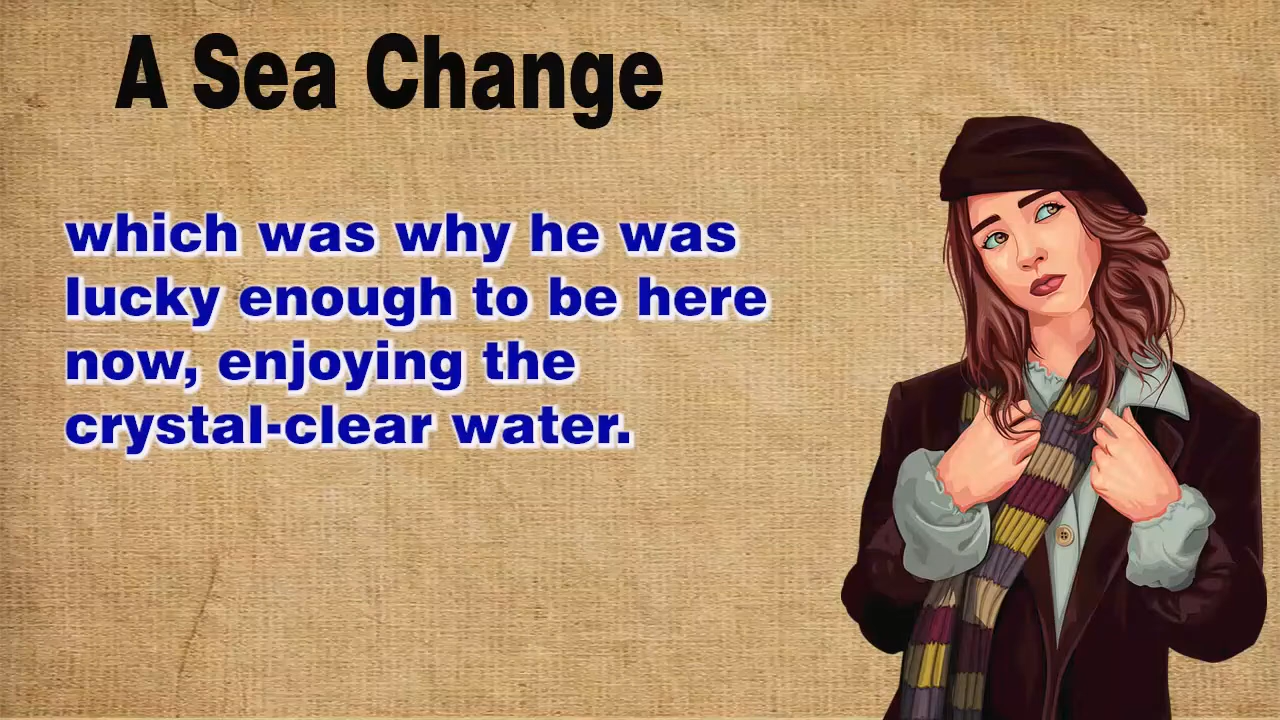 A Sea Change
which was why he was
lucky enough to be here
now, enjoying the
crystal-clear water.